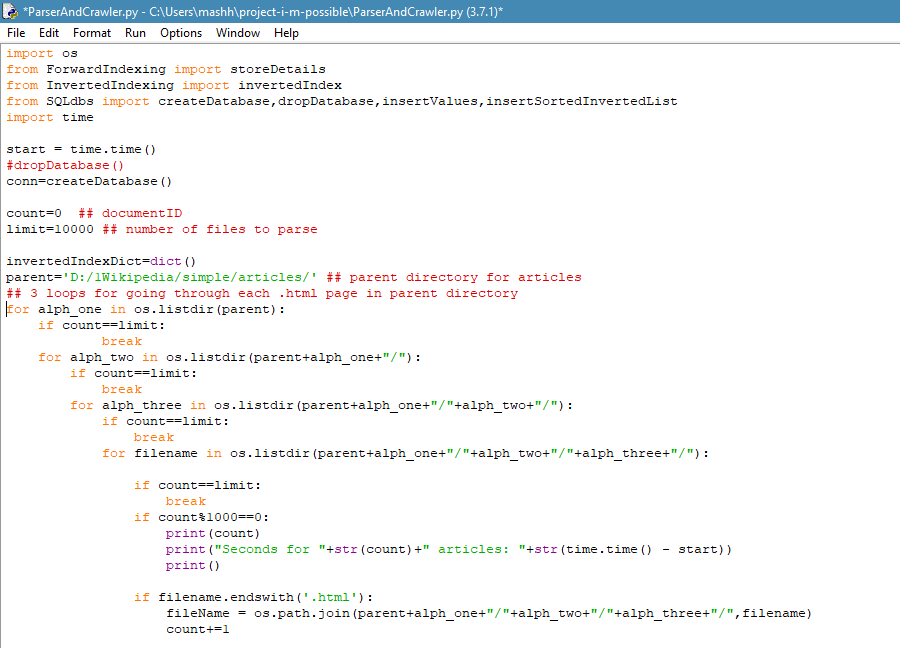 *ParserAndCrawler.py - C:\Users\mashh\project-i-m-possible\ParserAndCrawler.py (3.7.1)*
File Edit Format Run Options Window Help
import os
from ForwardIndexing import storeDetails
from InvertedIndexing import invertedIndex
from SQLdbs import createDatabase,dropDatabase,insertValues,insertSortedInvertedList
import time

start = time.time()
#dropDatabase()
conn=createDatabase()

count=0  ## documentID
limit=10000 ## number of files to parse

invertedIndexDict=dict()
parent='D:/lWikipedia/simple/articles/' ## parent directory for articles
## 3 loops for going through each .html page in parent directory
for alph_one in os.listdir(parent):
    if count==limit:
            break
    for alph_two in os.listdir(parent+alph_one+"/"):
        if count==limit:
            break
        for alph_three in os.listdir(parent+alph_one+"/"+alph_two+"/"):
            if count==limit:
                break
            for filename in os.listdir(parent+alph_one+"/"+alph_two+"/"+alph_three+"/"):

                if count==limit:
                    break
                if count%1000==0:
                    print(count)
                    print("Seconds for "+str(count)+" articles: "+str(time.time() - start))
                    print()

                if filename.endswith('.html'):
                    fileName = os.path.join(parent+alph_one+"/"+alph_two+"/"+alph_three+"/",filename)
                    count+=1